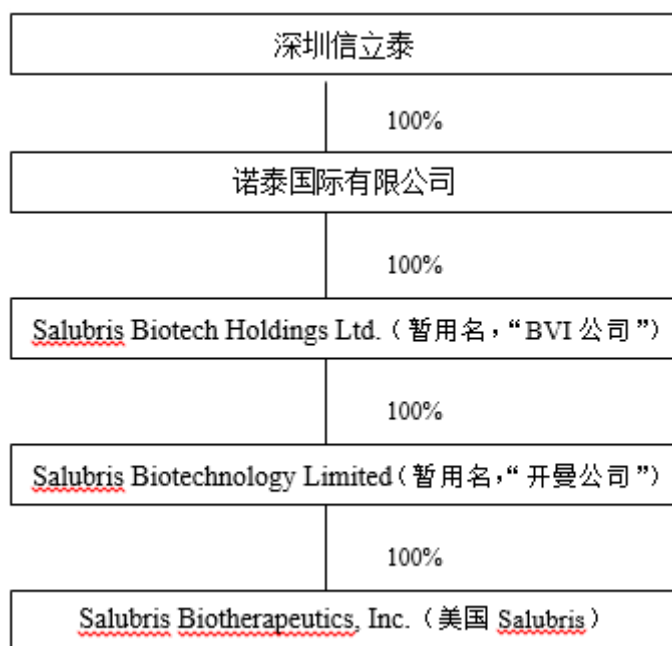 深圳信立泰
100%
诺泰国际有限公司
100%
Salubris Biotech Holdings Ltd.（暂用名，“BVI 公司”）
100%
Salubris Biotechnology Limited（暂用名，“开曼公司”）
100%
Salubris Biotherapeutics, Inc.（美国 Salubris）